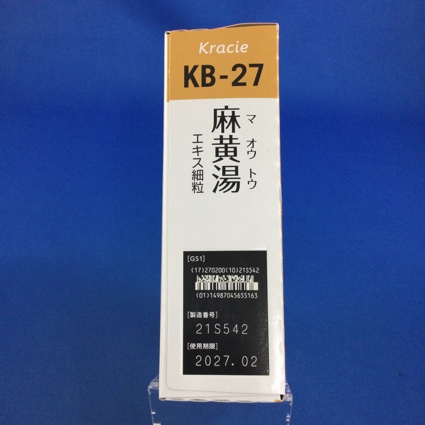 Kracie
KB-27
麻黄湯
マ オウ トウ
エキス細粒
[GS1]
(17)270200(10)21S542
(01)14987045655163
[製造番号]
21S542
[使用期限]
2027.02